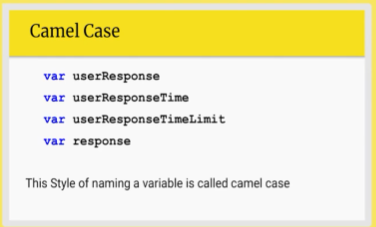 Camel Case
var userResponse
var userResponseTime
var userResponseTimeLimit
var response
This Style of naming a variable is called camel case